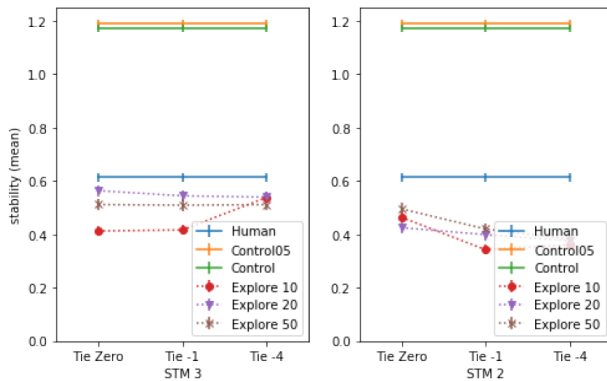 stability (mean)
1.2
1.0
0.8
0.6
0.4
0.2
0.0
Human
Control05
Control
Explore 10
Explore 20
Explore 50
Tie Zero
Tie -1
Tie -4
STM 3
1.2
1.0
0.8
0.6
0.4
0.2
0.0
Human
Control05
Control
Explore 10
Explore 20
Explore 50
Tie Zero
Tie -1
Tie -4
STM 2